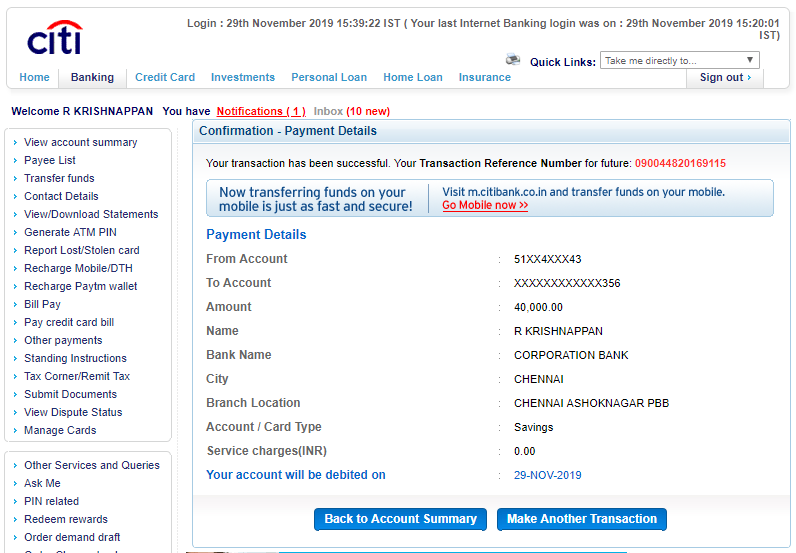 citi
Login : 29th November 2019 15:39:22 IST ( Your last Internet Banking login was on : 29th November 2019 15:20:01
IST)
Quick Links: Take me directly to...
Home Banking Credit Card Investments Personal Loan Home Loan Insurance Sign out
Welcome R KRISHNAPPAN You have Notifications ( 1 ) Inbox (10 new)
View account summary
Payee List
Transfer funds
Contact Details
View/Download Statements
Generate ATM PIN
Report Lost/Stolen card
Recharge Mobile/DTH
Recharge Paytm wallet
Bill Pay
Pay credit card bill
Other payments
Standing Instructions
Tax Corner/Remit Tax
Submit Documents
View Dispute Status
Manage Cards
Other Services and Queries
Ask Me
PIN related
Redeem rewards
Order demand draft
Confirmation - Payment Details
Your transaction has been successful. Your Transaction Reference Number for future: 090044820169115
Now transferring funds on your
mobile is just as fast and secure!
Visit m.citibank.co.in and transfer funds on your mobile.
Go Mobile now >>
Payment Details
From Account : 51XX4XXX43
To Account : XXXXXXXXXXXX356
Amount : 40,000.00
Name : R KRISHNAPPAN
Bank Name : CORPORATION BANK
City : CHENNAI
Branch Location : CHENNAI ASHOKNAGAR PBB
Account / Card Type : Savings
Service charges(INR) : 0.00
Your account will be debited on : 29-NOV-2019
Back to Account Summary Make Another Transaction